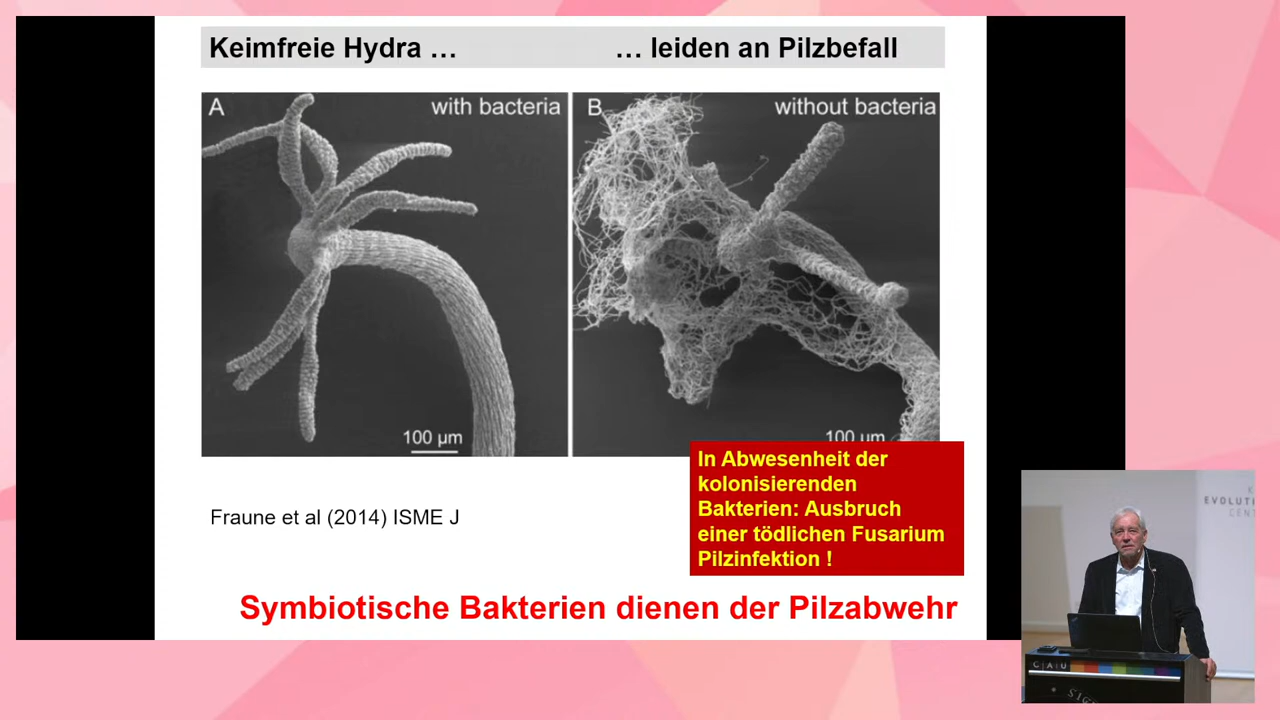 Keimfreie Hydra … … leiden an Pilzbefall
A with bacteria
B without bacteria
100 µm
100 µm
In Abwesenheit der
kolonisierenden
Bakterien: Ausbruch
einer tödlichen Fusarium
Pilzinfektion !
Fraune et al (2014) ISME J
Symbiotische Bakterien dienen der Pilzabwehr
C|A|U